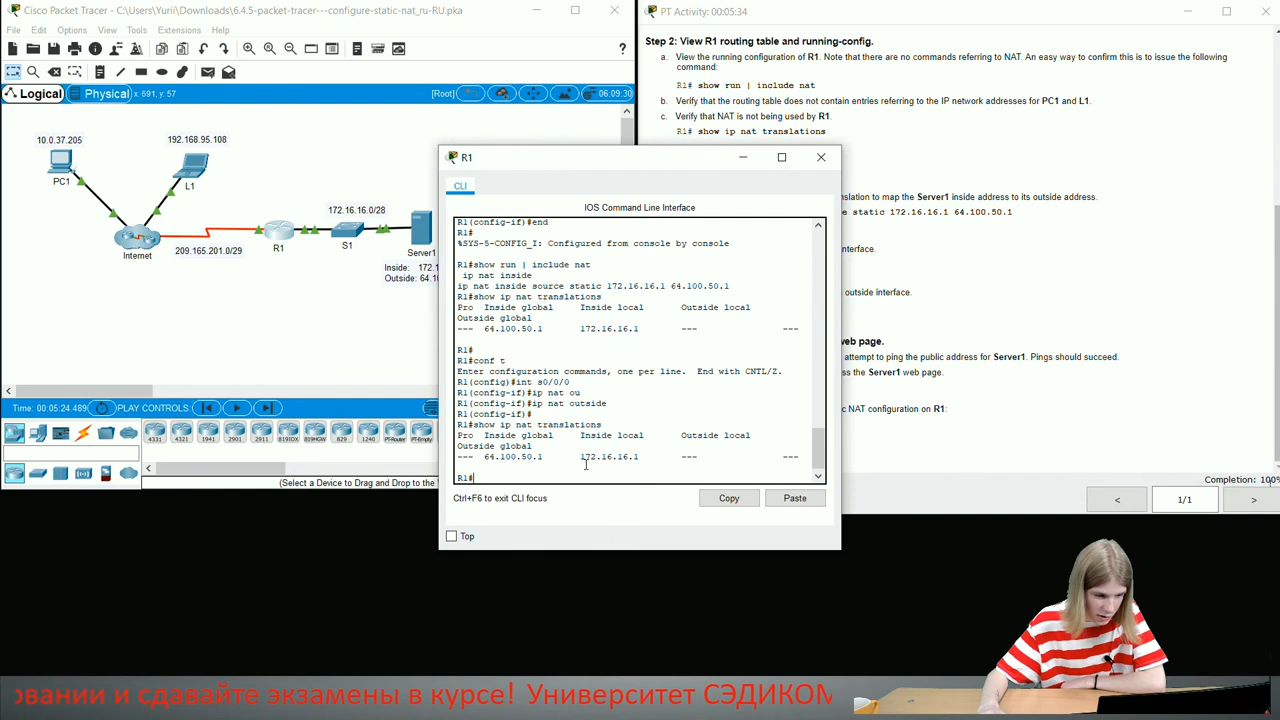 Cisco Packet Tracer - C:\Users\Yurii\Downloads\6.4.5-packet-tracer---configure-static-nat_ru-RU.pka
File Edit Options View Tools Extensions Help
?
Logical Physical x: 691, y: 57
[Root] 06:09:30
10.0.37.205
192.168.95.108
PC1
L1
172.16.16.0/28
Internet
209.165.201.0/29
R1
S1
Server1
Inside: 172.1
Outside: 64.10
Time: 00:05:24.489 PLAY CONTROLS:
4331 4321 1941 2901 2911 819IOX 819HGW 829 1240 PT-Router PT-Empty
(Select a Device to Drag and Drop to the
PT Activity: 00:05:34
Step 2: View R1 routing table and running-config.
a. View the running configuration of R1. Note that there are no commands referring to NAT. An easy way to confirm this is to issue the following
command:
R1# show run | include nat
b. Verify that the routing table does not contain entries referring to the IP network addresses for PC1 and L1.
c. Verify that NAT is not being used by R1.
R1# show ip nat translations
slation to map the Server1 inside address to its outside address.
e static 172.16.16.1 64.100.50.1
interface.
outside interface.
web page.
attempt to ping the public address for Server1. Pings should succeed.
ss the Server1 web page.
c NAT configuration on R1:
Completion: 100%
< 1/1 >
R1
CLI
IOS Command Line Interface
R1(config-if)#end
R1#
%SYS-5-CONFIG_I: Configured from console by console
R1#show run | include nat
ip nat inside
ip nat inside source static 172.16.16.1 64.100.50.1
R1#show ip nat translations
Pro Inside global Inside local Outside local
Outside global
--- 64.100.50.1 172.16.16.1 --- ---
R1#
R1#conf t
Enter configuration commands, one per line. End with CNTL/Z.
R1(config)#int s0/0/0
R1(config-if)#ip nat ou
R1(config-if)#ip nat outside
R1(config-if)#
R1#show ip nat translations
Pro Inside global Inside local Outside local
Outside global
--- 64.100.50.1 172.16.16.1 --- ---
R1#
Ctrl+F6 to exit CLI focus
Copy Paste
Top
овании и сдавайте экзамены в курсе! Университет СЭДИКОМ